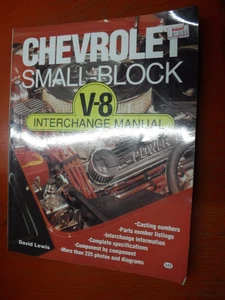 CHEVROLET
SMALL-BLOCK
V-8
INTERCHANGE MANUAL
POWER
David Lewis
•Casting numbers
•Parts number listings
•Interchange information
•Complete specifications
•Component by component
•More than 225 photos and diagrams